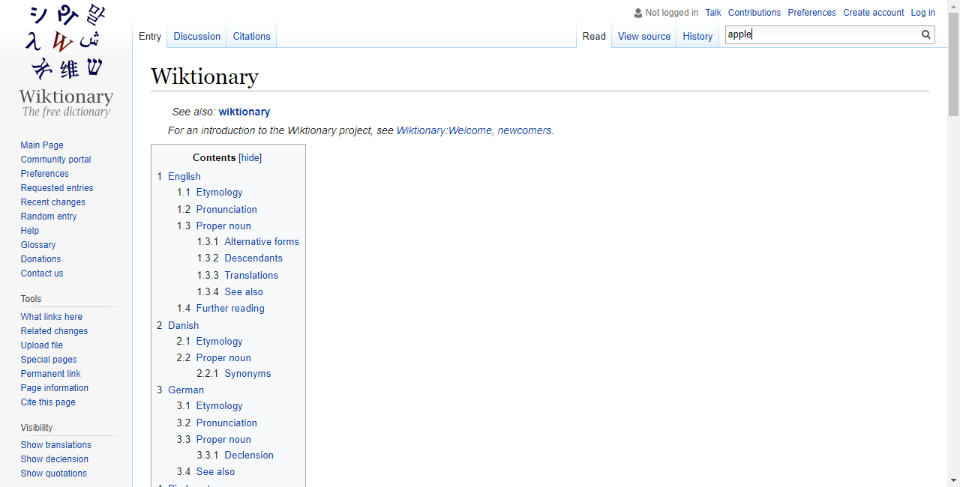 Wiktionary
The free dictionary
Main Page
Community portal
Preferences
Requested entries
Recent changes
Random entry
Help
Glossary
Donations
Contact us
Tools
What links here
Related changes
Upload file
Special pages
Permanent link
Page information
Cite this page
Visibility
Show translations
Show declension
Show quotations
Not logged in Talk Contributions Preferences Create account Log in
Entry Discussion Citations Read View source History apple
Wiktionary
See also: wiktionary
For an introduction to the Wiktionary project, see Wiktionary:Welcome, newcomers.
Contents [hide]
1 English
1.1 Etymology
1.2 Pronunciation
1.3 Proper noun
1.3.1 Alternative forms
1.3.2 Descendants
1.3.3 Translations
1.3.4 See also
1.4 Further reading
2 Danish
2.1 Etymology
2.2 Proper noun
2.2.1 Synonyms
3 German
3.1 Etymology
3.2 Pronunciation
3.3 Proper noun
3.3.1 Declension
3.4 See also